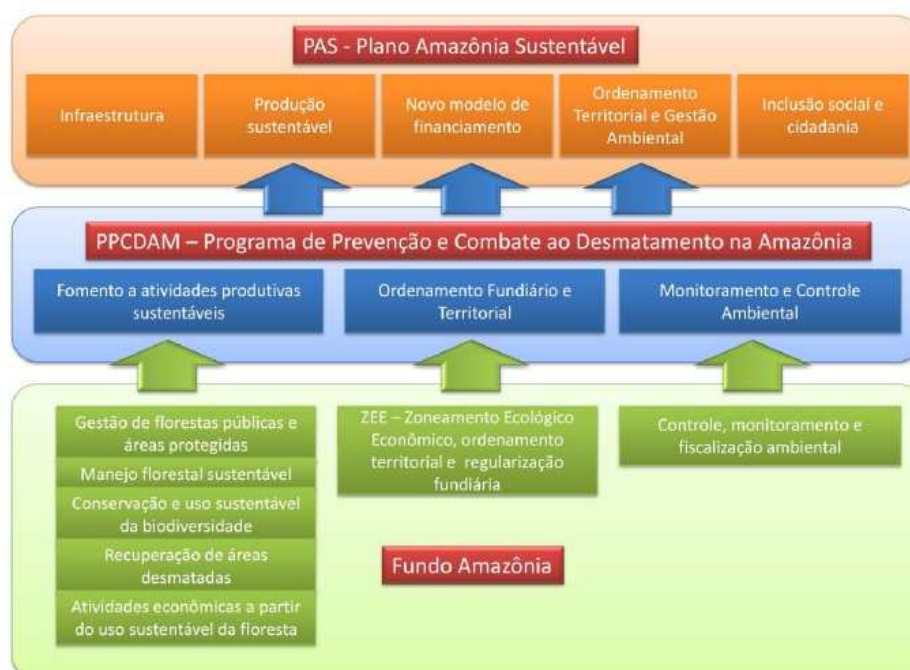 PAS - Plano Amazônia Sustentável
Infraestrutura
Produção
sustentável
Novo modelo de
financiamento
Ordenamento
Territorial e Gestão
Ambiental
Inclusão social e
cidadania
PPCDAM – Programa de Prevenção e Combate ao Desmatamento na Amazônia
Fomento a atividades produtivas
sustentáveis
Ordenamento Fundiário e
Territorial
Monitoramento e Controle
Ambiental
Gestão de florestas públicas e
áreas protegidas
Manejo florestal sustentável
Conservação e uso sustentável
da biodiversidade
Recuperação de áreas
desmatadas
Atividades econômicas a partir
do uso sustentável da floresta
ZEE – Zoneamento Ecológico
Econômico, ordenamento
territorial e regularização
fundiária
Controle, monitoramento e
fiscalização ambiental
Fundo Amazônia